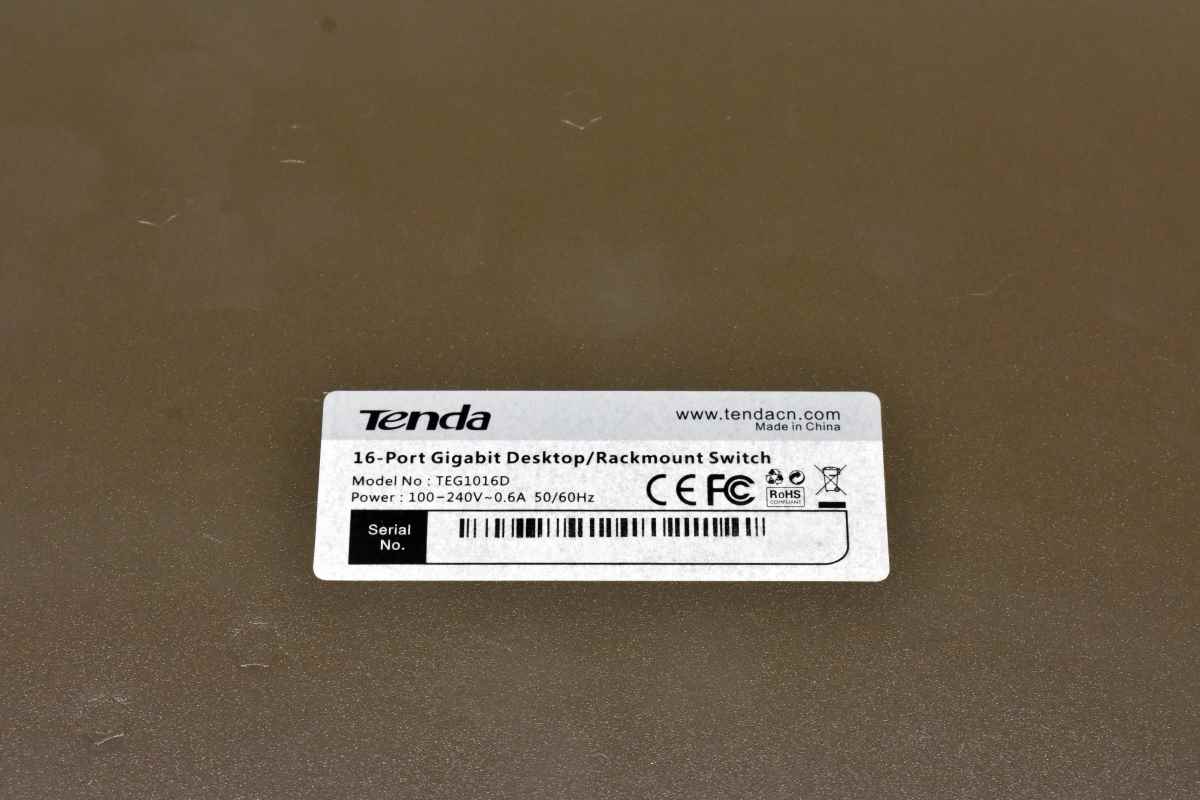 Tenda
www.tendacn.com
Made in China
16-Port Gigabit Desktop/Rackmount Switch
Model No : TEG1016D
Power : 100-240V~0.6A 50/60Hz
CE FC
RoHS
COMPLIANT
Serial
No.